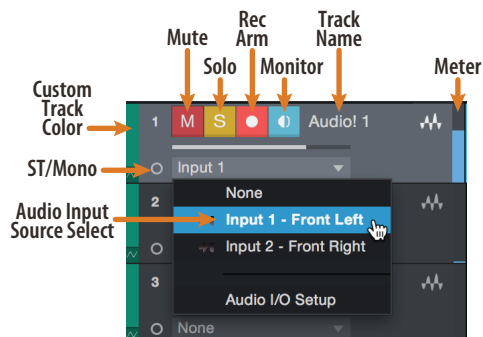 Mute
Rec
Arm
Track
Name
Solo
Monitor
Meter
Custom
Track
Color
1 M S Audio! 1
ST/Mono
Input 1
2
None
Audio Input
Source Select
Input 1 - Front Left
Input 2 - Front Right
3
Audio I/O Setup
None